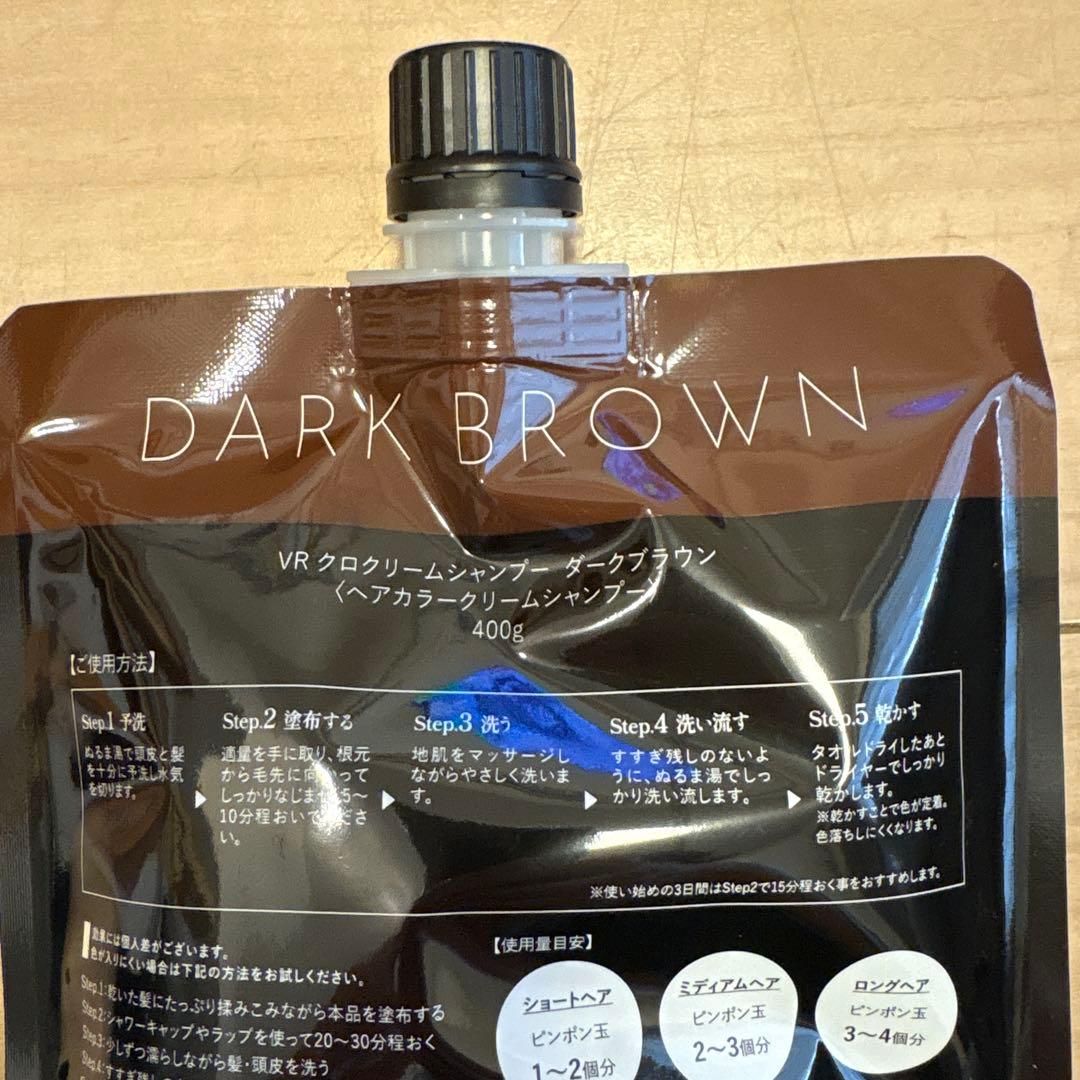 DARK BROWN
VR クロクリームシャンプー ダークブラウン
〈ヘアカラークリームシャンプー〉
400g
【ご使用方法】
Step.1 予洗
ぬるま湯で頭皮と髪
を十分に予洗し水気
を切ります。
Step.2 塗布する
適量を手に取り、根元
から毛先に向かって
しっかりなじませ、5～
10分程おいてくださ
い。
Step.3 洗う
地肌をマッサージし
ながらやさしく洗いま
す。
Step.4 洗い流す
すすぎ残しのないよ
うに、ぬるま湯でしっ
かり洗い流します。
Step.5 乾かす
タオルドライしたあと
ドライヤーでしっかり
乾かします。
※乾かすことで色が定着。
色落ちしにくくなります。
※使い始めの3日間はStep2で15分程おく事をおすすめします。
効果には個人差がございます。
色が入りにくい場合は下記の方法をお試しください。
Step.1:乾いた髪にたっぷり揉みこみながら本品を塗布する
Step.2:シャワーキャップやラップを使って20～30分程おく
Step.3:少しずつ濡らしながら髪・頭皮を洗う
Step.4:すすぎ残し
【使用量目安】
ショートヘア
ピンポン玉
1～2個分
ミディアムヘア
ピンポン玉
2～3個分
ロングヘア
ピンポン玉
3～4個分